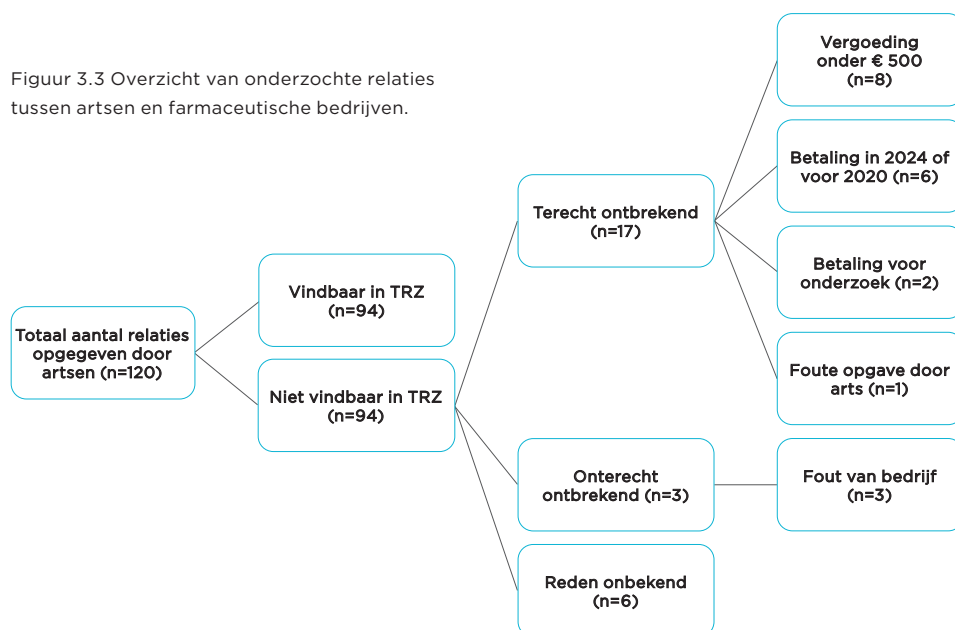 Figuur 3.3 Overzicht van onderzochte relaties
tussen artsen en farmaceutische bedrijven.
Totaal aantal relaties
opgegeven door
artsen (n=120)
Vindbaar in TRZ
(n=94)
Niet vindbaar in TRZ
(n=94)
Terecht ontbrekend
(n=17)
Onterecht
ontbrekend (n=3)
Reden onbekend
(n=6)
Vergoeding
onder € 500
(n=8)
Betaling in 2024 of
voor 2020 (n=6)
Betaling voor
onderzoek (n=2)
Foute opgave door
arts (n=1)
Fout van bedrijf
(n=3)